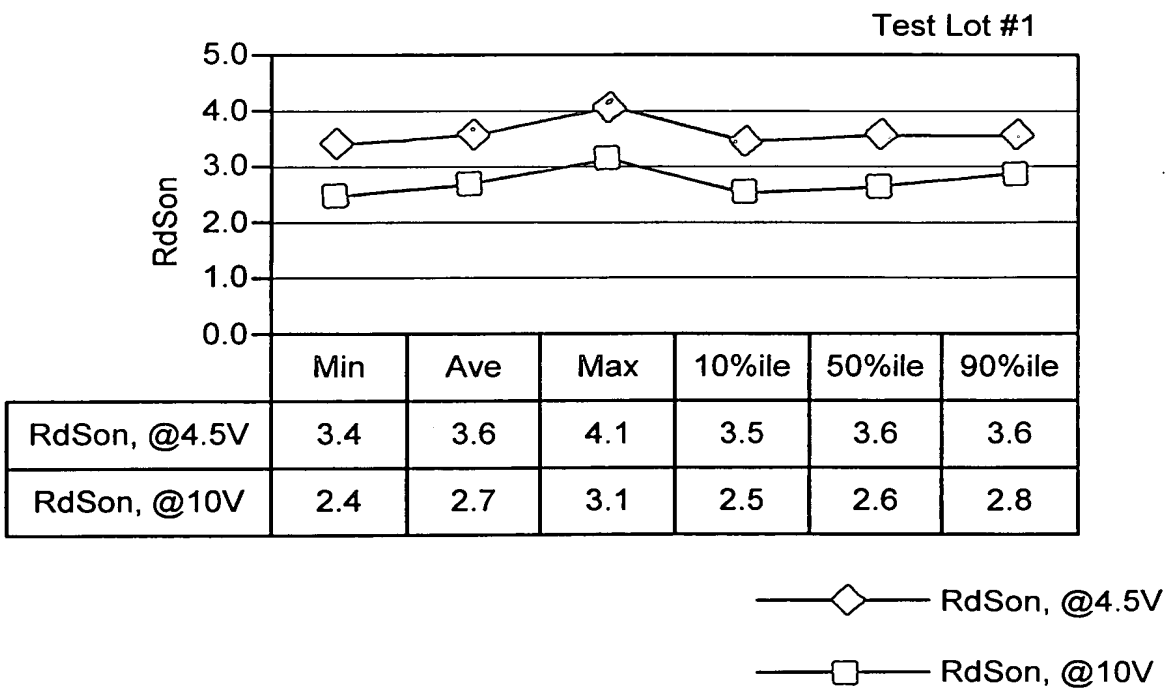 Test Lot #1
5.0
4.0
3.0
2.0
1.0
0.0
RdSon
Min Ave Max 10%ile 50%ile 90%ile
RdSon, @4.5V 3.4 3.6 4.1 3.5 3.6 3.6
RdSon, @10V 2.4 2.7 3.1 2.5 2.6 2.8
RdSon, @4.5V
RdSon, @10V